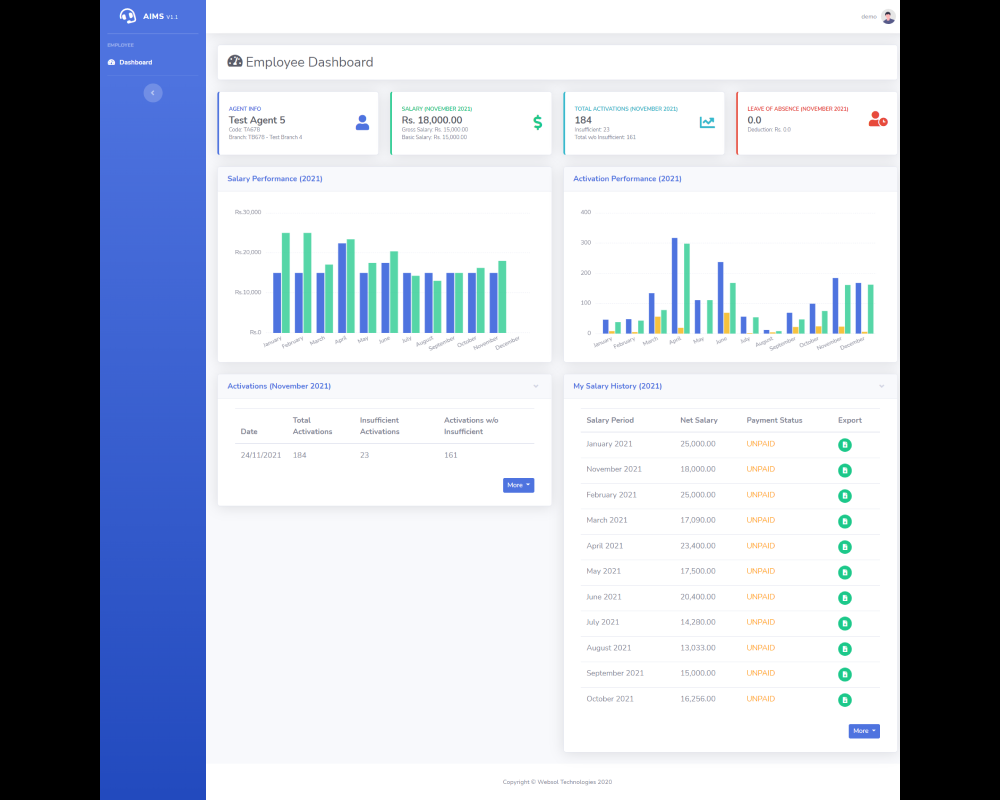 AIMS V1.1
demo
EMPLOYEE
Dashboard
Employee Dashboard
AGENT INFO
Test Agent 5
Code: TA678
Branch: TB678 - Test Branch 4
SALARY (NOVEMBER 2021)
Rs. 18,000.00
Gross Salary: Rs. 15,000.00
Basic Salary: Rs. 15,000.00
TOTAL ACTIVATIONS (NOVEMBER 2021)
184
Insufficient: 23
Total w/o Insufficient: 161
LEAVE OF ABSENCE (NOVEMBER 2021)
0.0
Deduction: Rs. 0.0
Salary Performance (2021)
Rs.30,000
Rs.20,000
Rs.10,000
Rs.0
January February March April May June July August September October November December
Activation Performance (2021)
400
300
200
100
0
January February March April May June July August September October November December
Activations (November 2021)
Date Total Activations Insufficient Activations Activations w/o Insufficient
24/11/2021 184 23 161
More
My Salary History (2021)
Salary Period Net Salary Payment Status Export
January 2021 25,000.00 UNPAID
November 2021 18,000.00 UNPAID
February 2021 25,000.00 UNPAID
March 2021 17,090.00 UNPAID
April 2021 23,400.00 UNPAID
May 2021 17,500.00 UNPAID
June 2021 20,400.00 UNPAID
July 2021 14,280.00 UNPAID
August 2021 13,033.00 UNPAID
September 2021 15,000.00 UNPAID
October 2021 16,256.00 UNPAID
More
Copyright © Websol Technologies 2020